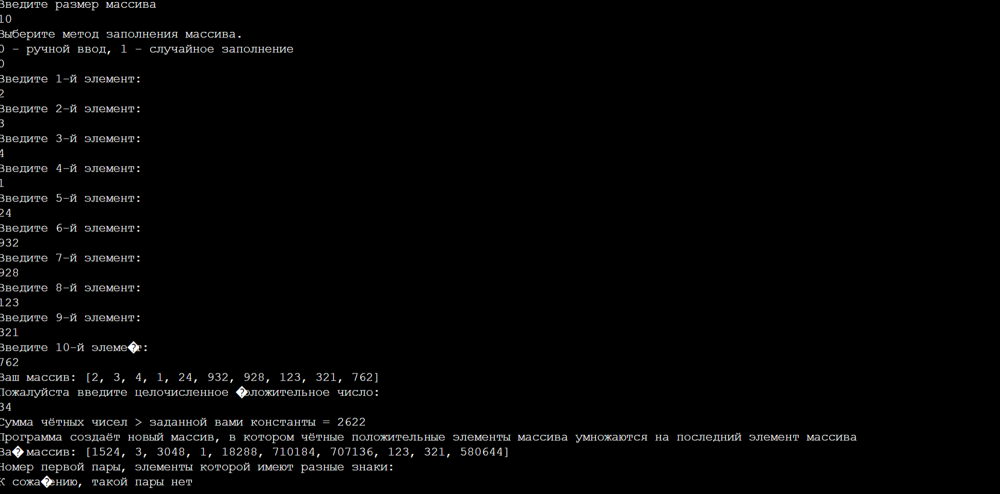 Введите размер массива
10
Выберите метод заполнения массива.
0 - ручной ввод, 1 - случайное заполнение
0
Введите 1-й элемент:
2
Введите 2-й элемент:
3
Введите 3-й элемент:
4
Введите 4-й элемент:
1
Введите 5-й элемент:
24
Введите 6-й элемент:
932
Введите 7-й элемент:
928
Введите 8-й элемент:
123
Введите 9-й элемент:
321
Введите 10-й элеме�т:
762
Ваш массив: [2, 3, 4, 1, 24, 932, 928, 123, 321, 762]
Пожалуйста введите целочисленное �оложительное число:
34
Сумма чётных чисел > заданной вами константы = 2622
Программа создаёт новый массив, в котором чётные положительные элементы массива умножаются на последний элемент массива
Ва� массив: [1524, 3, 3048, 1, 18288, 710184, 707136, 123, 321, 580644]
Номер первой пары, элементы которой имеют разные знаки:
К сожа�ению, такой пары нет